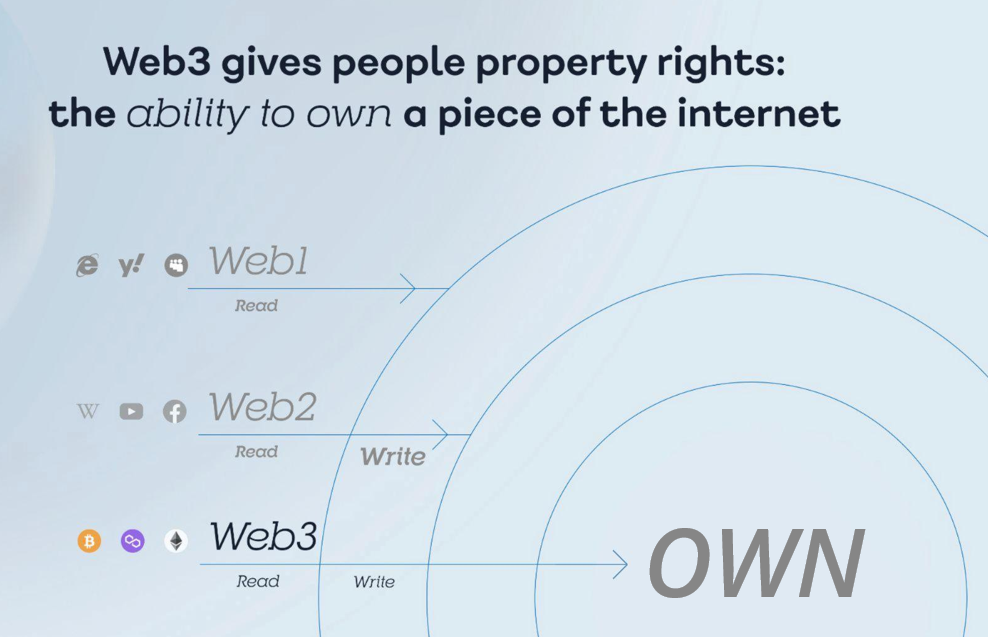 Web3 gives people property rights:
the ability to own a piece of the internet
y!
Web1
Read
W
Web2
Read
Write
Web3
Read
Write
OWN